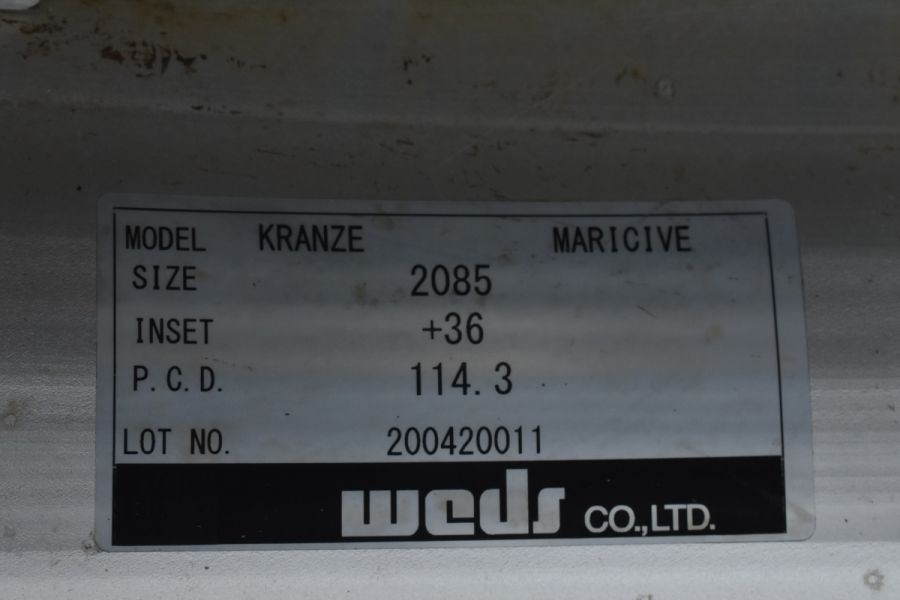 MODEL KRANZE MARICIVE
SIZE 2085
INSET +36
P.C.D. 114.3
LOT NO. 200420011
weds CO.,LTD.